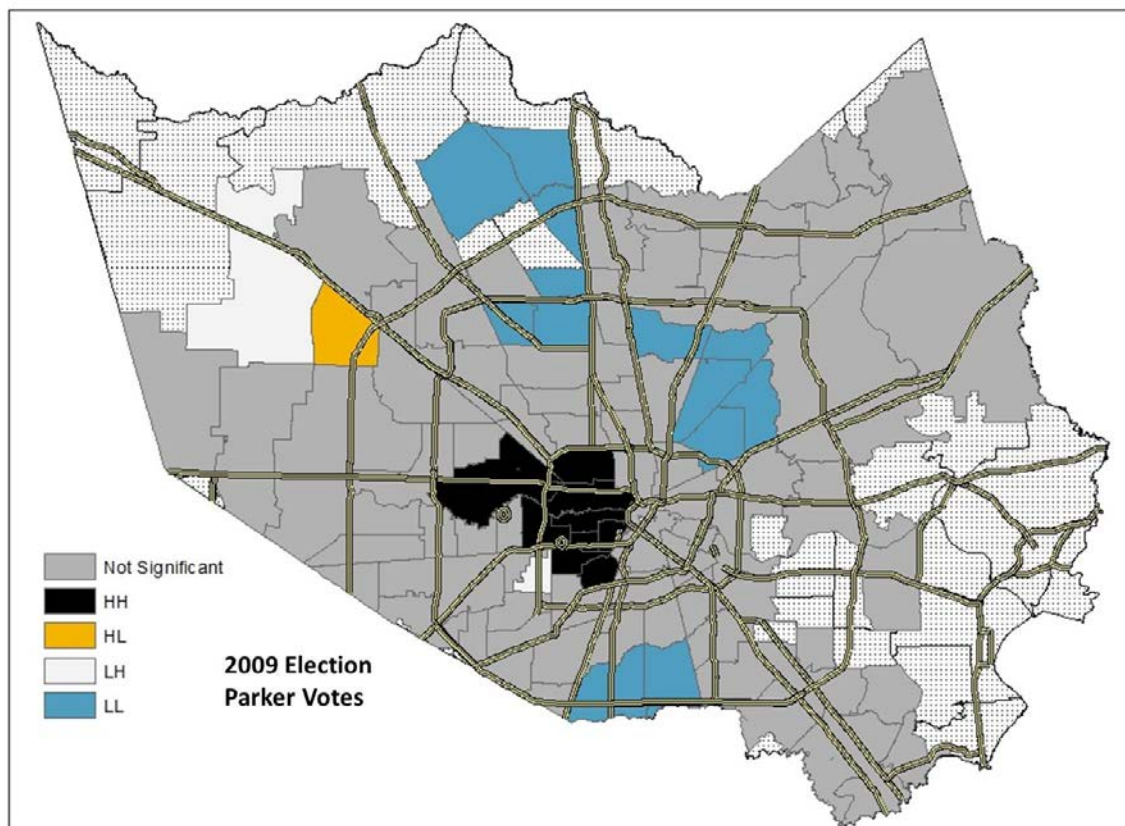 Not Significant
HH
HL
LH
LL
2009 Election
Parker Votes